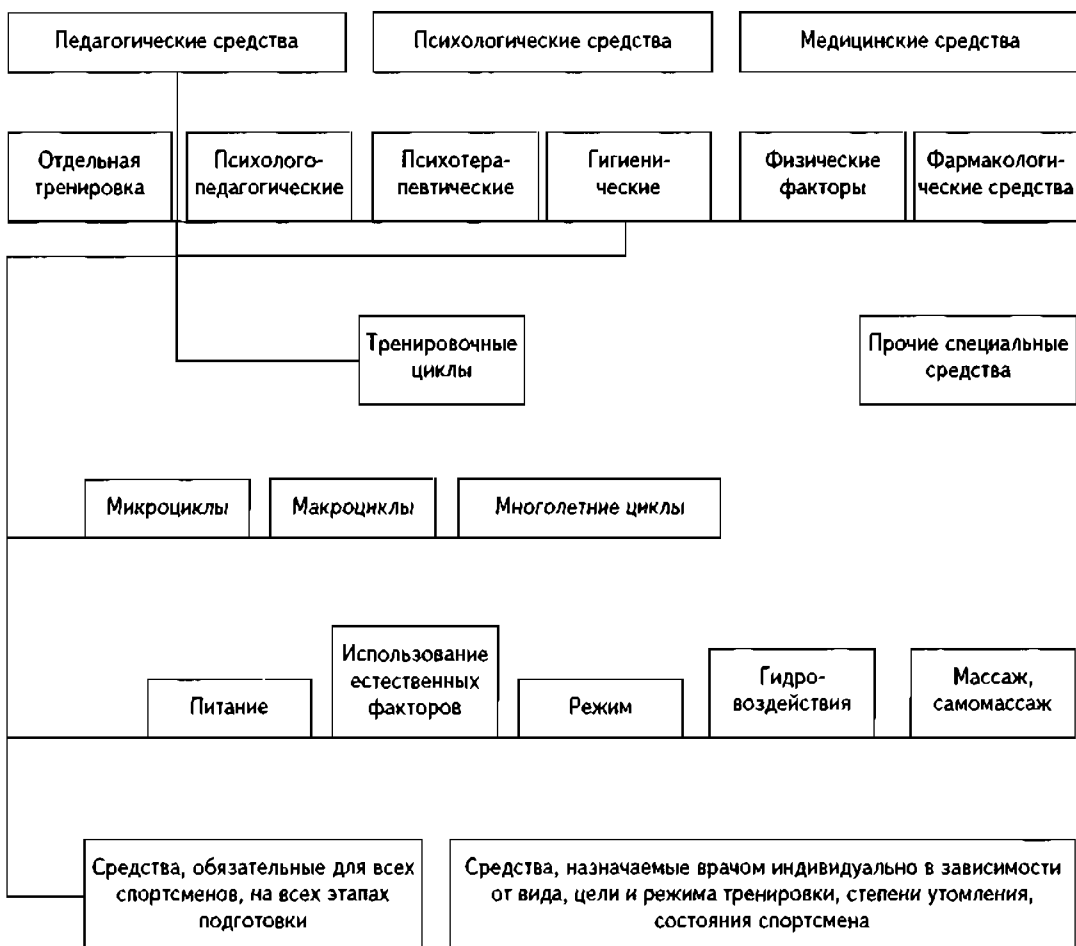 Педагогические средства
Психологические средства
Медицинские средства
Отдельная
тренировка
Психолого-
педагогические
Психотера-
певтические
Гигиени-
ческие
Физические
факторы
Фармакологи-
ческие средства
Тренировочные
циклы
Прочие специальные
средства
Микроциклы
Макроциклы
Многолетние циклы
Питание
Использование
естественных
факторов
Режим
Гидро-
воздействия
Массаж,
самомассаж
Средства, обязательные для всех
спортсменов, на всех этапах
подготовки
Средства, назначаемые врачом индивидуально в зависимости
от вида, цели и режима тренировки, степени утомления,
состояния спортсмена